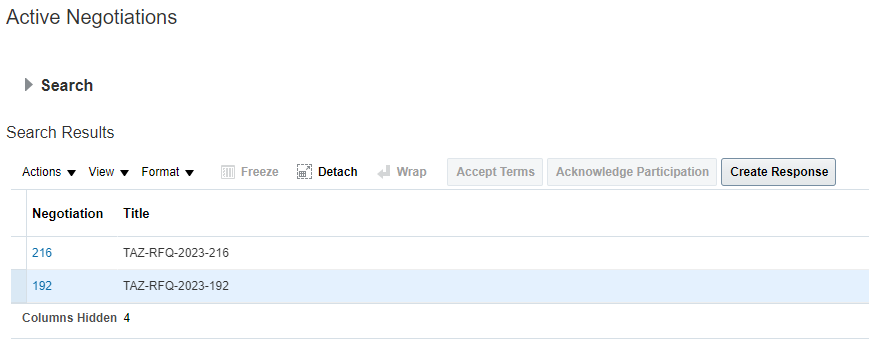 Active Negotiations
Search
Search Results
Actions View Format Freeze Detach Wrap Accept Terms Acknowledge Participation Create Response
Negotiation Title
216 TAZ-RFQ-2023-216
192 TAZ-RFQ-2023-192
Columns Hidden 4